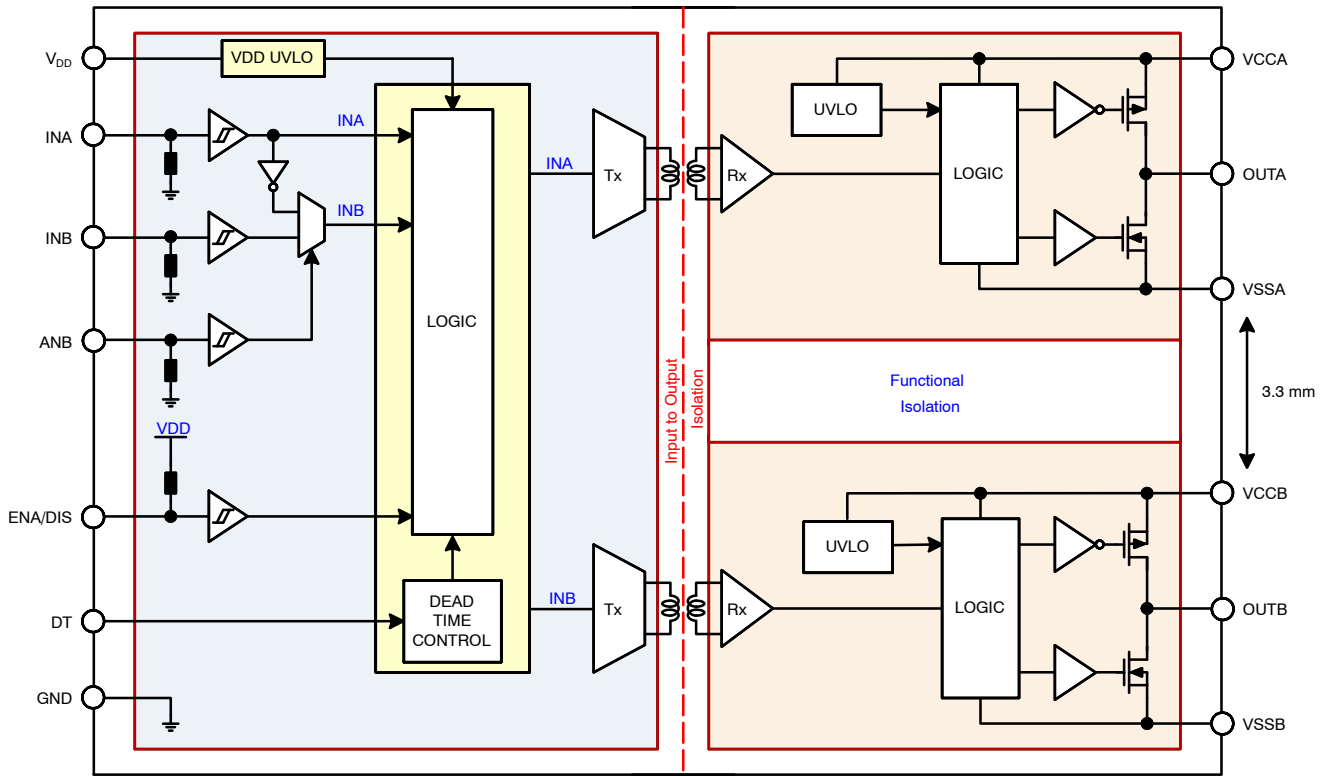 VDD
VDD UVLO
INA
INA
INB
INB
ANB
VDD
ENA/DIS
DT
GND
LOGIC
DEAD
TIME
CONTROL
INA
Tx
INB
Tx
Input to Output
Isolation
Rx
UVLO
LOGIC
VCCA
OUTA
VSSA
Functional
Isolation
3.3 mm
Rx
UVLO
LOGIC
VCCB
OUTB
VSSB